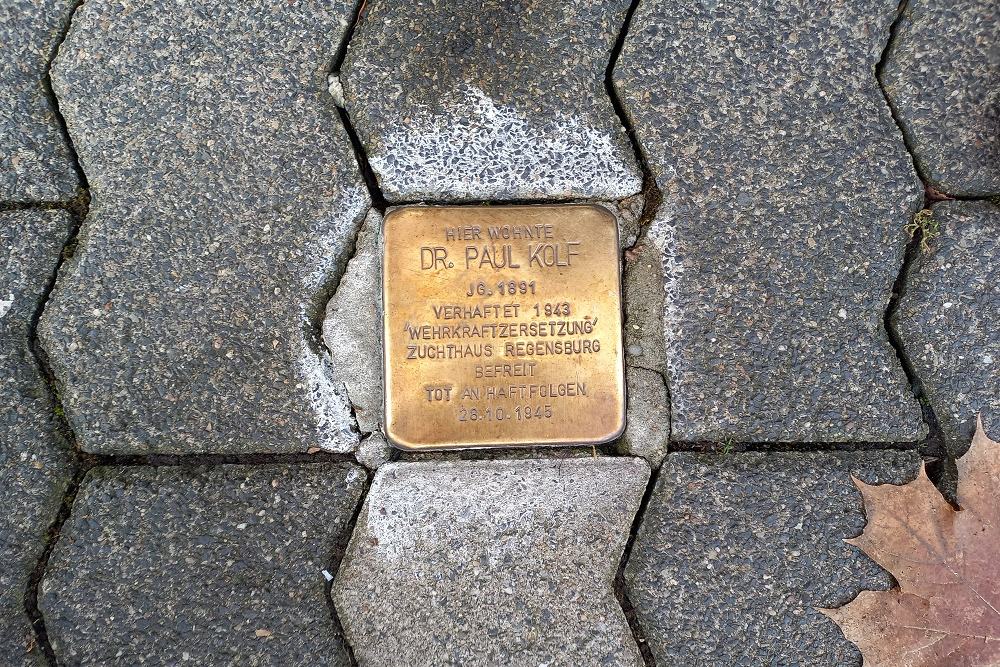 HIER WOHNTE
DR. PAUL KOLF
JG. 1891
VERHAFTET 1943
'WEHRKRAFTZERSETZUNG'
ZUCHTHAUS REGENSBURG
BEFREIT
TOT AN HAFTFOLGEN
26.10.1945